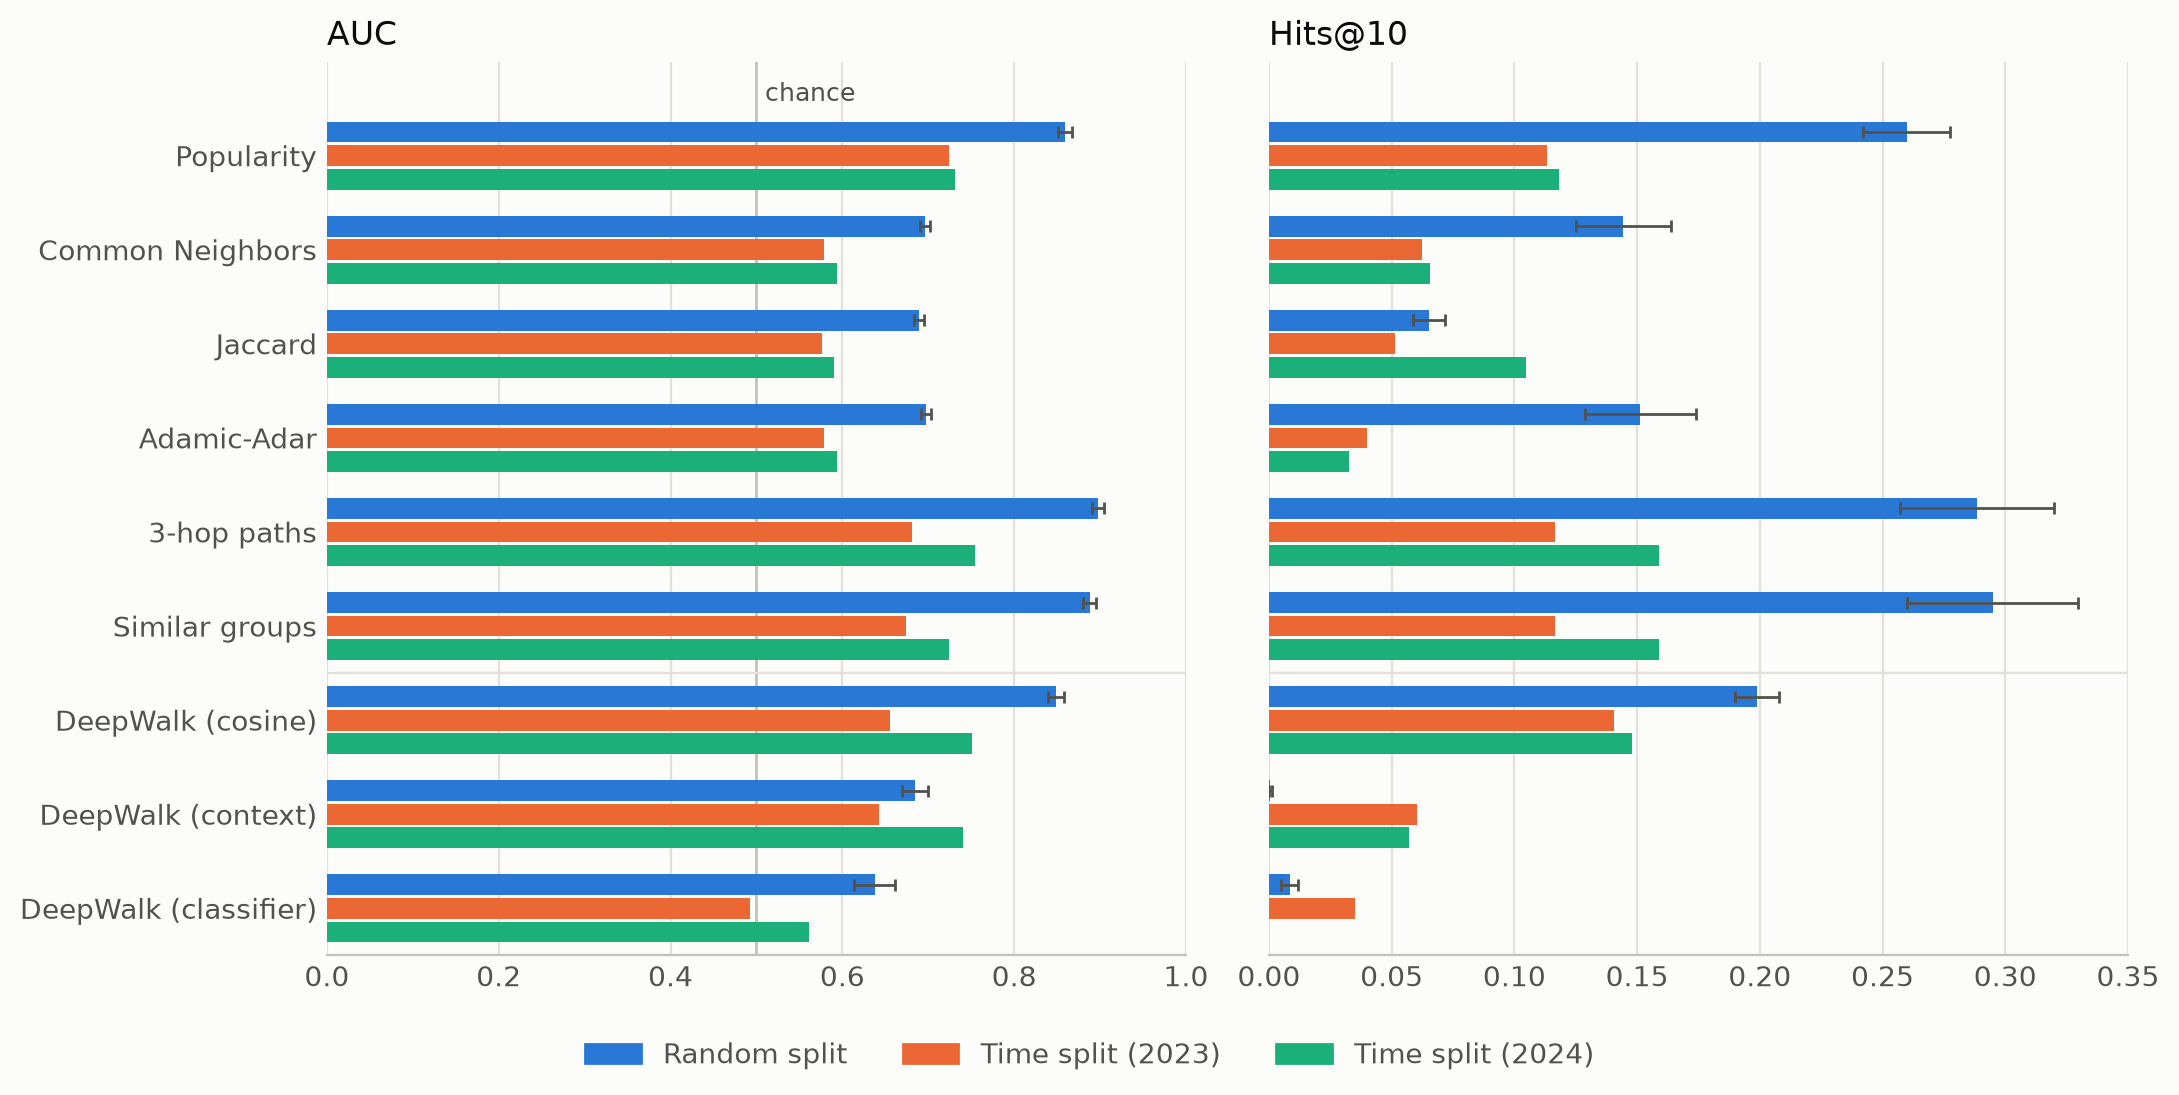 AUC
Hits@10
chance
Popularity
Common Neighbors
Jaccard
Adamic-Adar
3-hop paths
Similar groups
DeepWalk (cosine)
DeepWalk (context)
DeepWalk (classifier)
0.0 0.2 0.4 0.6 0.8 1.0
0.00 0.05 0.10 0.15 0.20 0.25 0.30 0.35
Random split Time split (2023) Time split (2024)